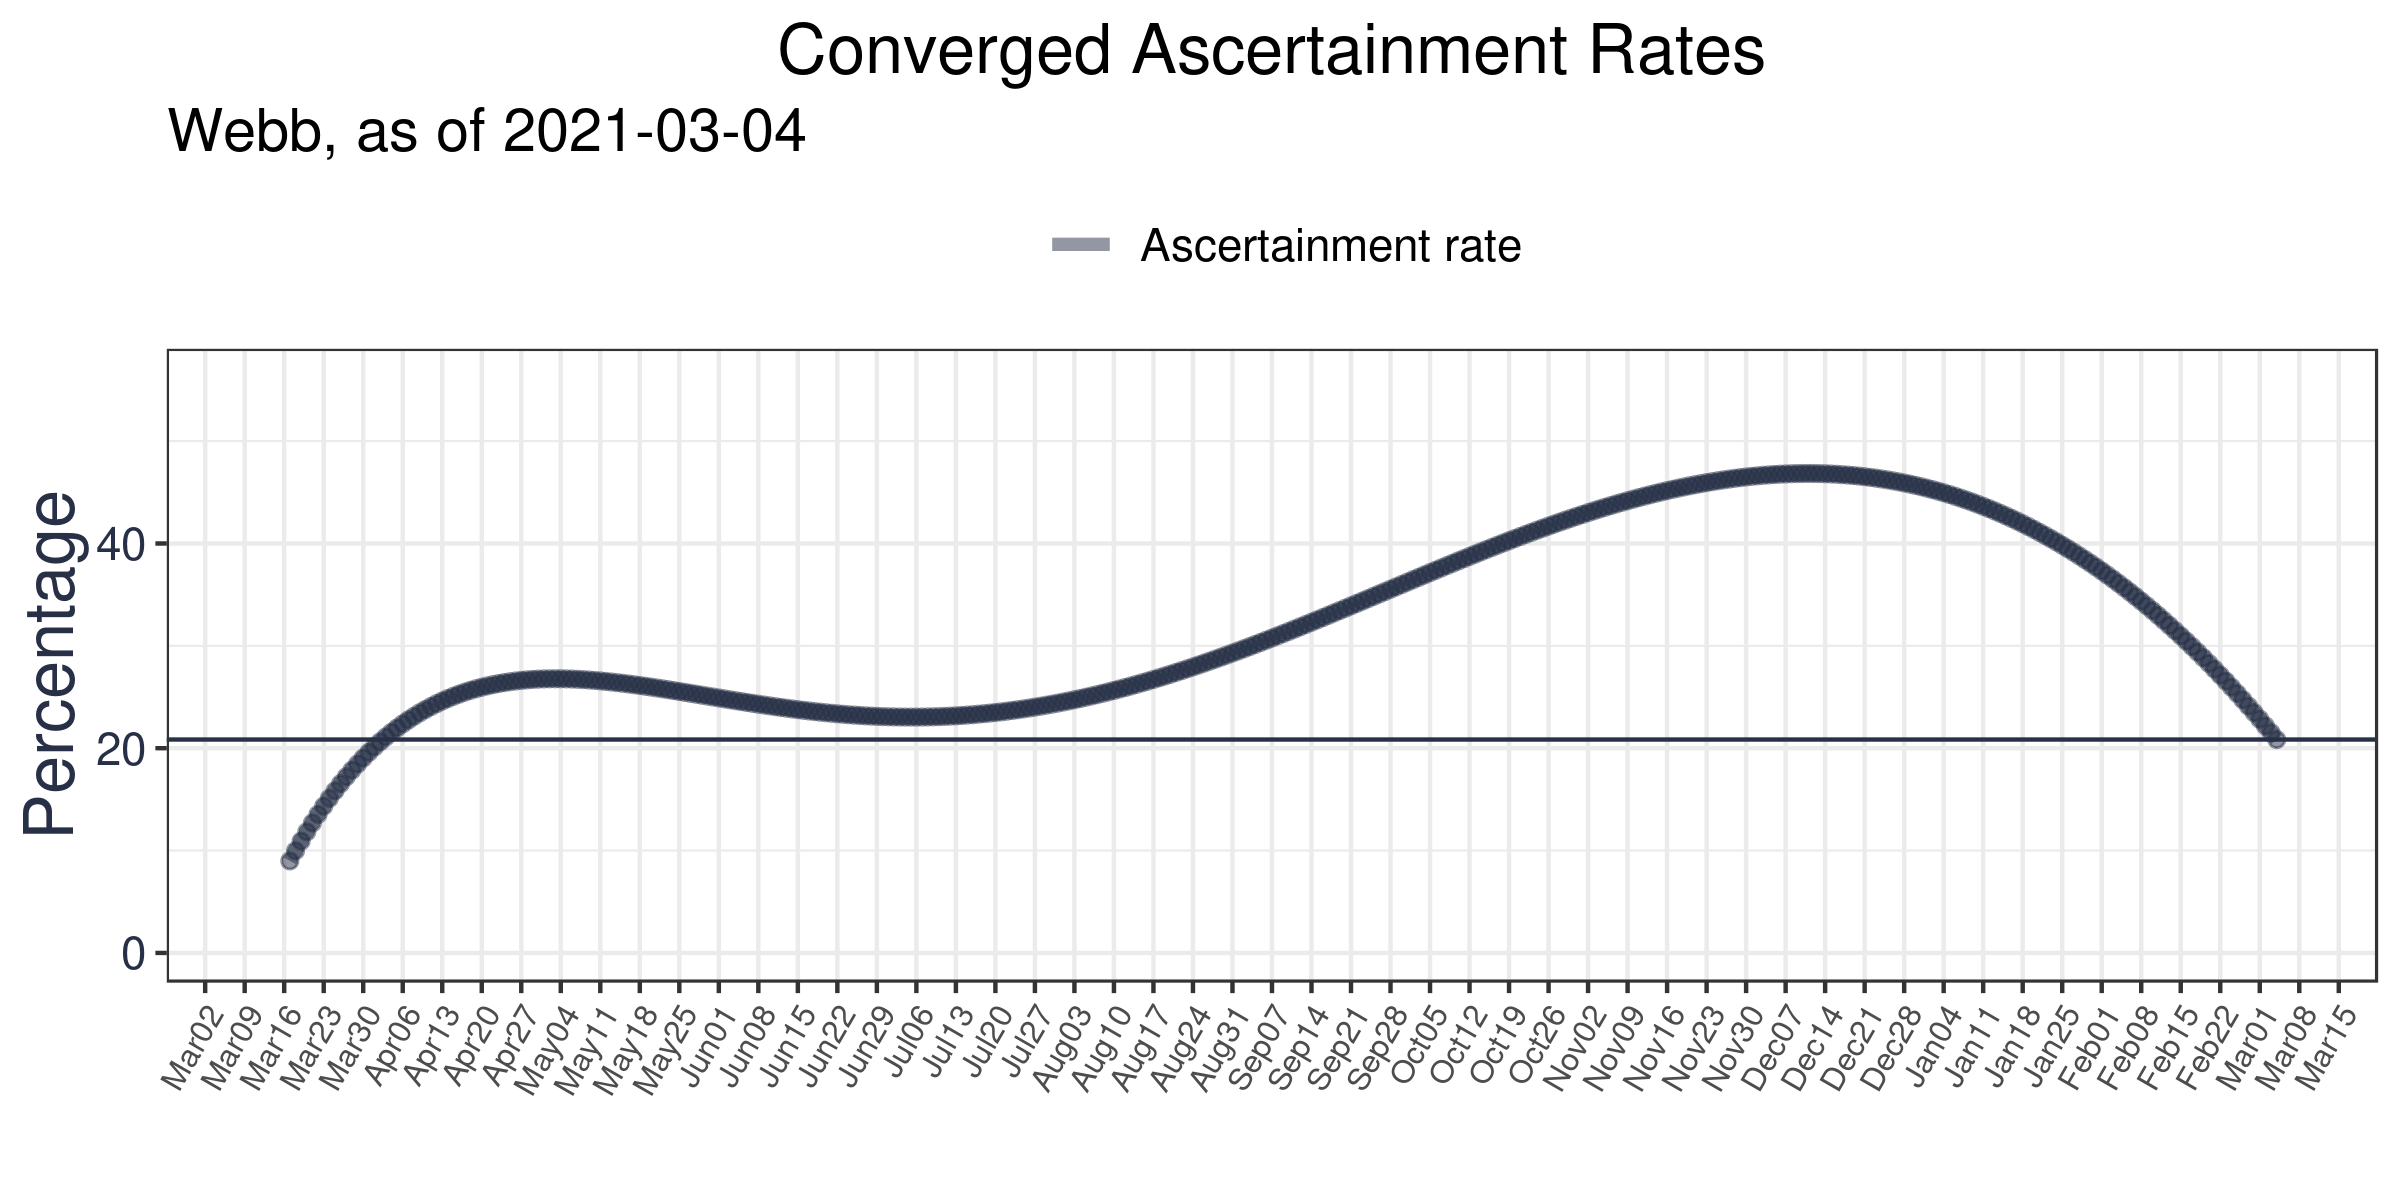 Converged Ascertainment Rates
Webb, as of 2021-03-04
Ascertainment rate
Percentage
40
20
0
Mar02
Mar09
Mar16
Mar23
Mar30
Apr06
Apr13
Apr20
Apr27
May04
May11
May18
May25
Jun01
Jun08
Jun15
Jun22
Jun29
Jul06
Jul13
Jul20
Jul27
Aug03
Aug10
Aug17
Aug24
Aug31
Sep07
Sep14
Sep21
Sep28
Oct05
Oct12
Oct19
Oct26
Nov02
Nov09
Nov16
Nov23
Nov30
Dec07
Dec14
Dec21
Dec28
Jan04
Jan11
Jan18
Jan25
Feb01
Feb08
Feb15
Feb22
Mar01
Mar08
Mar15